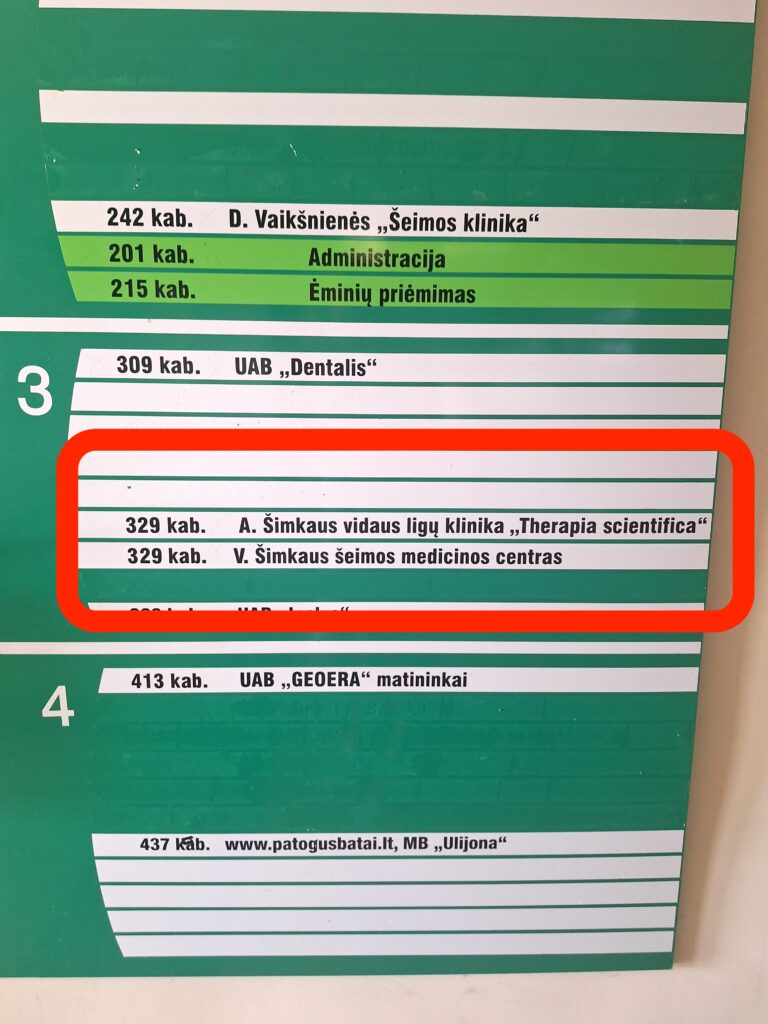 242 kab. D. Vaikšnienės „Šeimos klinika“
201 kab. Administracija
215 kab. Ėminių priėmimas
3
309 kab. UAB „Dentalis“
329 kab. A. Šimkaus vidaus ligų klinika „Therapia scientifica“
329 kab. V. Šimkaus šeimos medicinos centras
UAB
4
413 kab. UAB „GEOERA“ matininkai
437 kab. www.patogusbatai.lt, MB „Ulijona“